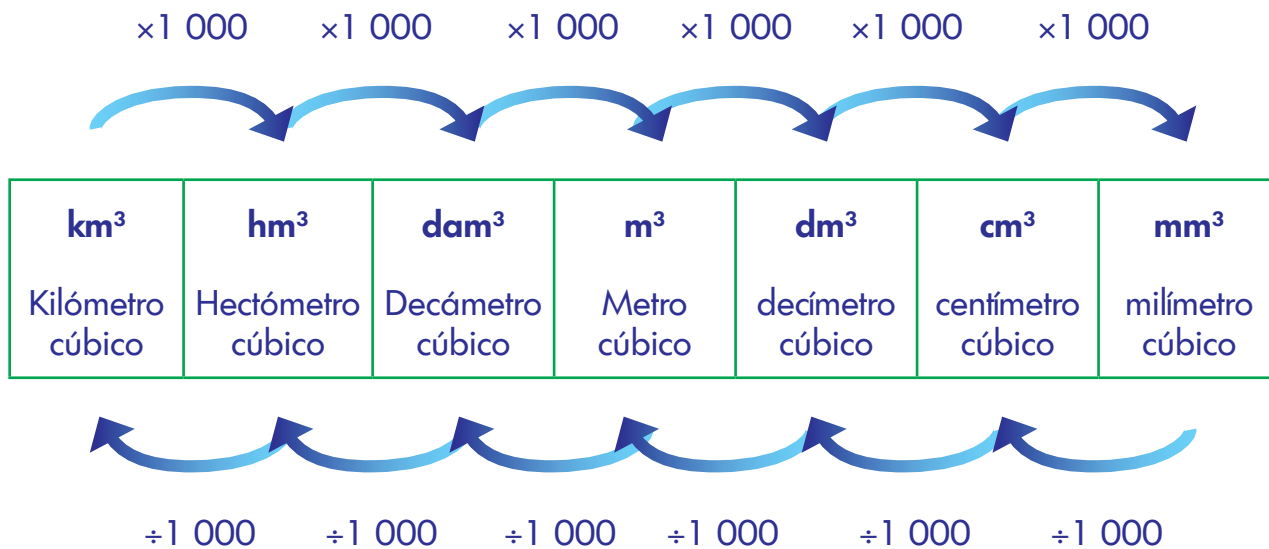 ×1 000 ×1 000 ×1 000 ×1 000 ×1 000 ×1 000
km³ hm³ dam³ m³ dm³ cm³ mm³
Kilómetro Hectómetro Decámetro Metro decímetro centímetro milímetro
cúbico cúbico cúbico cúbico cúbico cúbico cúbico
÷1 000 ÷1 000 ÷1 000 ÷1 000 ÷1 000 ÷1 000